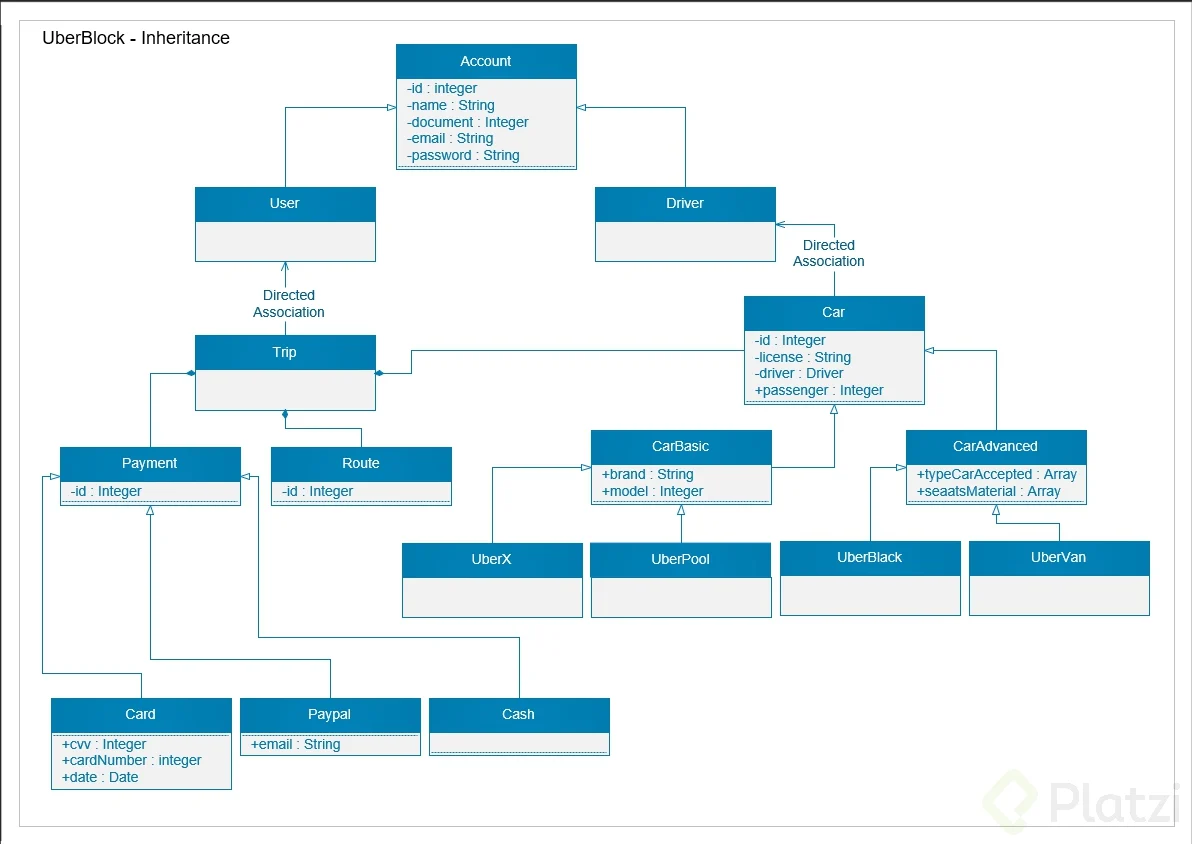 UberBlock - Inheritance
Account
-id : integer
-name : String
-document : Integer
-email : String
-password : String
User
Driver
Directed
Association
Directed
Association
Trip
Car
-id : Integer
-license : String
-driver : Driver
+passenger : Integer
Payment
-id : Integer
Route
-id : Integer
CarBasic
+brand : String
+model : Integer
CarAdvanced
+typeCarAccepted : Array
+seaatsMaterial : Array
UberX
UberPool
UberBlack
UberVan
Card
+cvv : Integer
+cardNumber : integer
+date : Date
Paypal
+email : String
Cash
Platzi